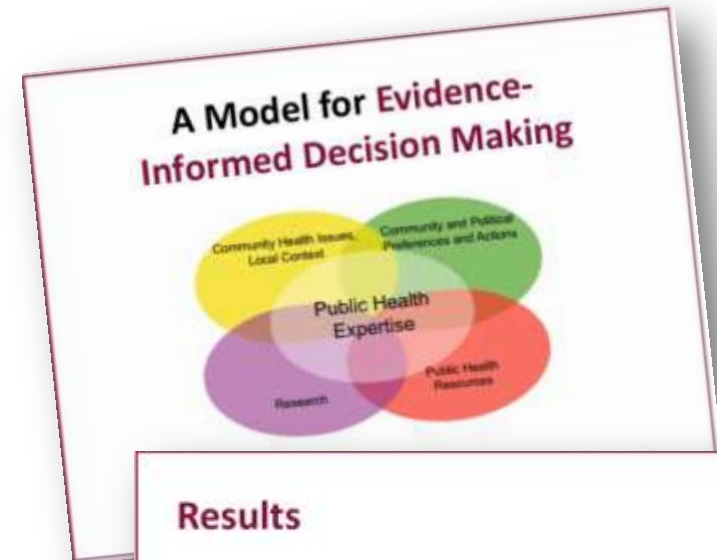 A Model for Evidence-
Informed Decision Making
Community Health Issues,
Local Context
Community and Political
Preferences and Actions
Public Health
Expertise
Research
Public Health
Resources
Results